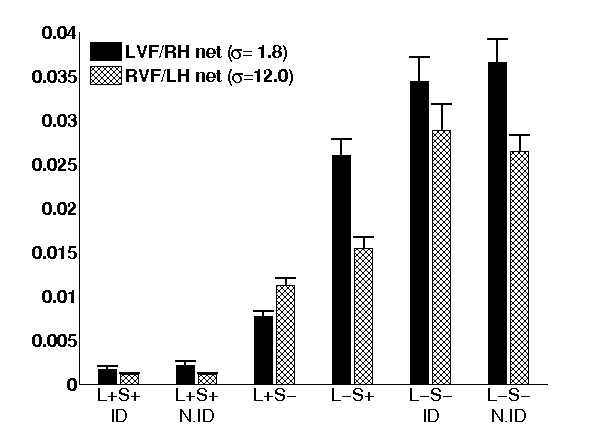 0.04
LVF/RH net (σ= 1.8)
0.035
RVF/LH net (σ=12.0)
0.03
0.025
0.02
0.015
0.01
0.005
0
L+S+ L+S+ L+S− L−S+ L−S− L−S−
ID N.ID ID N.ID